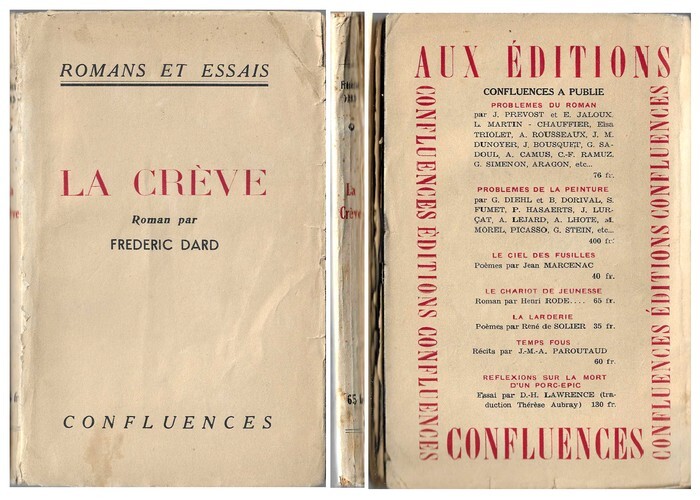 ROMANS ET ESSAIS
LA CRÈVE
Roman par
FREDERIC DARD
CONFLUENCES
La
Crève
65
AUX ÉDITIONS
CONFLUENCES A PUBLIE
PROBLEMES DU ROMAN
par J. PREVOST et E. JALOUX.
L. MARTIN - CHAUFFIER, Elsa
TRIOLET, A. ROUSSEAUX, J. M.
DUNOYER, J. BOUSQUET, G. SA-
DOUL, A. CAMUS, C.-F. RAMUZ,
G. SIMENON, ARAGON, etc...
76 fr.
PROBLEMES DE LA PEINTURE
par G. DIEHL et B. DORIVAL, S.
FUMET, P. HASAERTS, J. LUR-
ÇAT, A. LEJARD, A. LHOTE, M.
MOREL, PICASSO, G. STEIN, etc...
400 fr.
LE CIEL DES FUSILLES
Poèmes par Jean MARCENAC
40 fr.
LE CHARIOT DE JEUNESSE
Roman par Henri RODE.... 65 fr.
LA LARDERIE
Poèmes par René de SOLIER 35 fr.
TEMPS FOUS
Récits par J.-M.-A. PAROUTAUD
60 fr.
REFLEXIONS SUR LA MORT
D'UN PORC-EPIC
Essai par D.-H. LAWRENCE (tra-
duction Thérèse Aubray) 130 fr.
CONFLUENCES ÉDITIONS CONFLUENCES
CONFLUENCES ÉDITIONS CONFLUENCES
CONFLUENCES